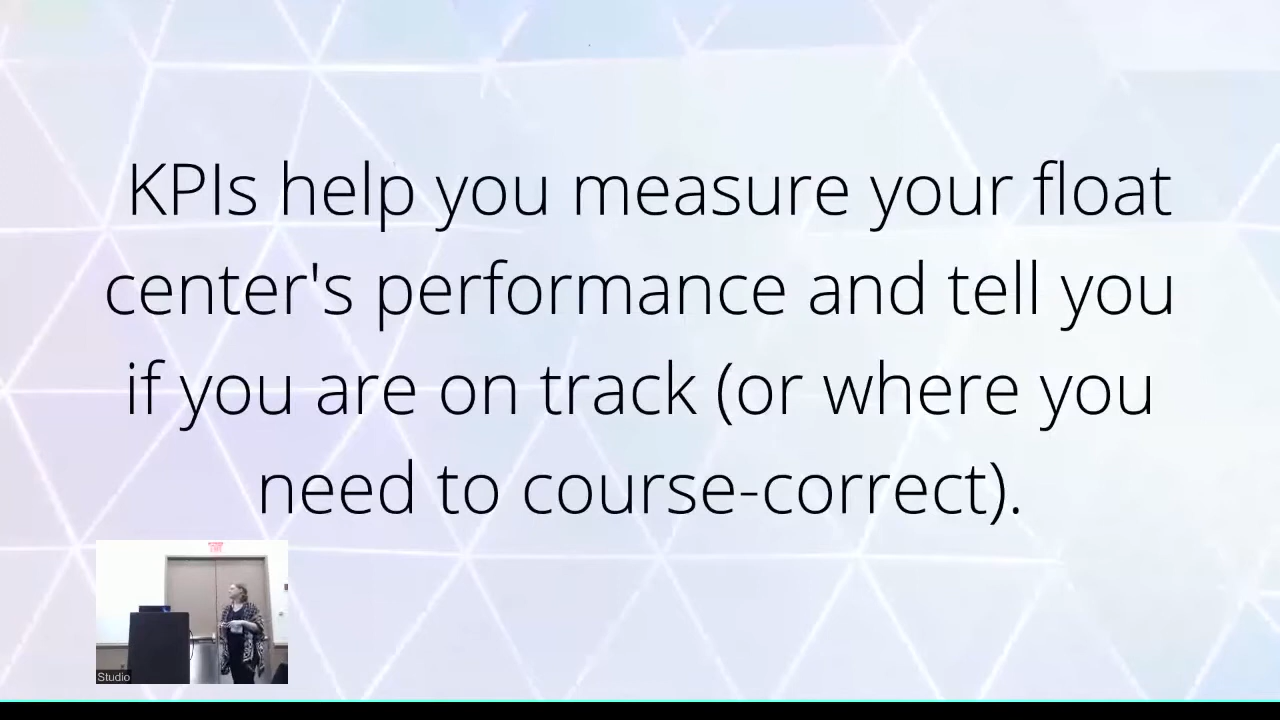 KPIs help you measure your float
center's performance and tell you
if you are on track (or where you
need to course-correct).
Studio